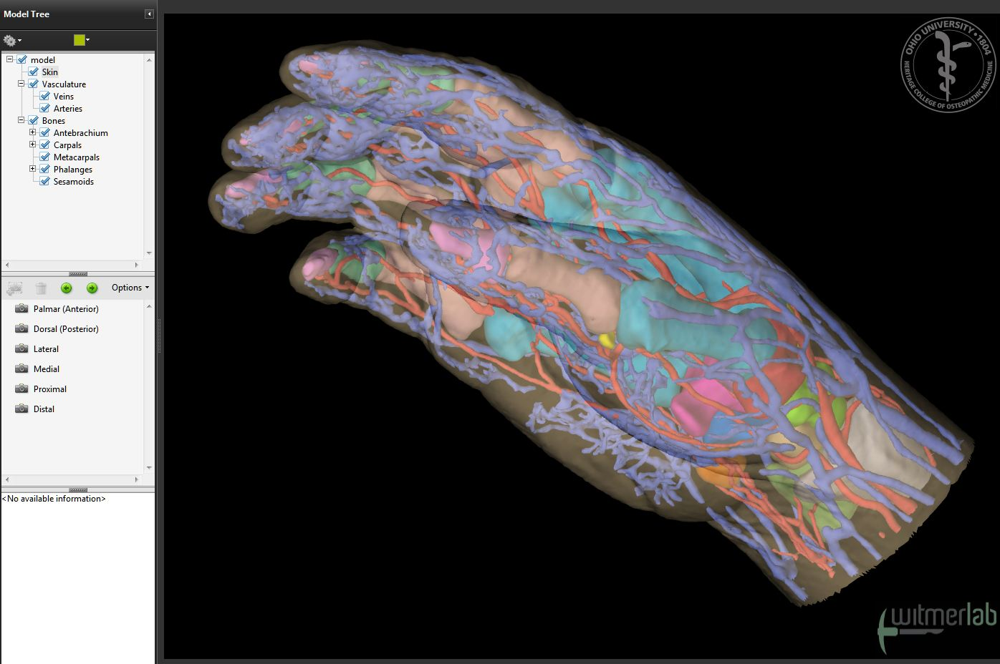 Model Tree
model
Skin
Vasculature
Veins
Arteries
Bones
Antebrachium
Carpals
Metacarpals
Phalanges
Sesamoids
Options
Palmar (Anterior)
Dorsal (Posterior)
Lateral
Medial
Proximal
Distal
<No available information>
OHIO UNIVERSITY • 1804
HERITAGE COLLEGE OF OSTEOPATHIC MEDICINE
witmerlab